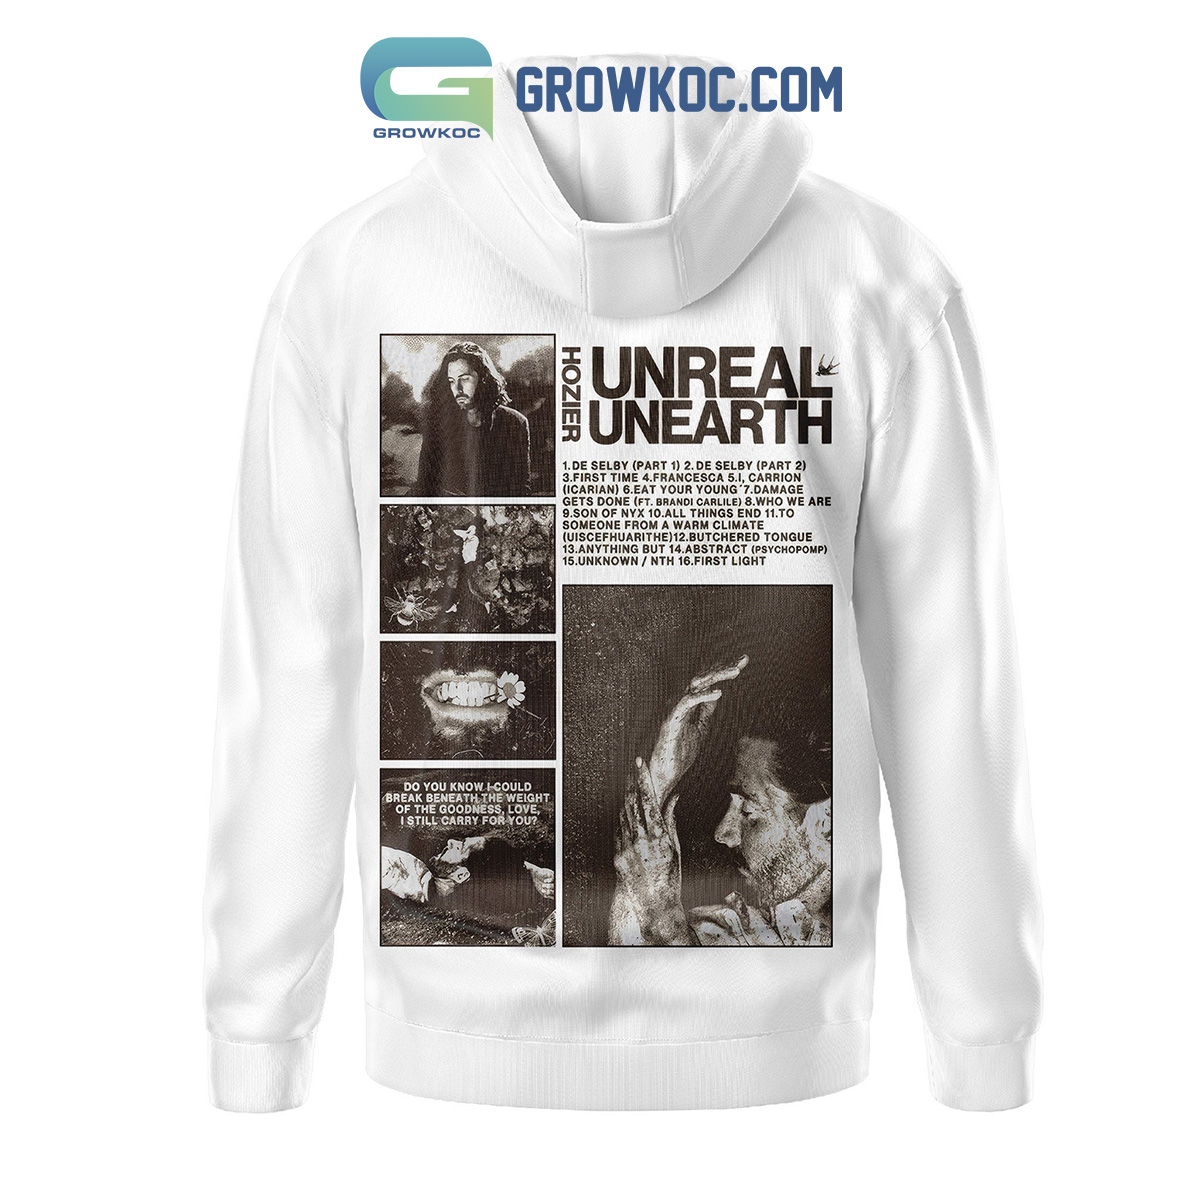 GROWKOC
GROWKOC.COM
HOZIER
UNREAL
UNEARTH
1.DE SELBY (PART 1) 2. DE SELBY (PART 2)
3.FIRST TIME 4.FRANCESCA 5.I, CARRION
(ICARIAN) 6.EAT YOUR YOUNG´7.DAMAGE
GETS DONE (FT. BRANDI CARLILE) 8.WHO WE ARE
9.SON OF NYX 10.ALL THINGS END 11.TO
SOMEONE FROM A WARM CLIMATE
(UISCEFHUARITHE)12.BUTCHERED TONGUE
13.ANYTHING BUT 14.ABSTRACT (PSYCHOPOMP)
15.UNKNOWN / NTH 16.FIRST LIGHT
DO YOU KNOW I COULD
BREAK BENEATH THE WEIGHT
OF THE GOODNESS, LOVE,
I STILL CARRY FOR YOU?